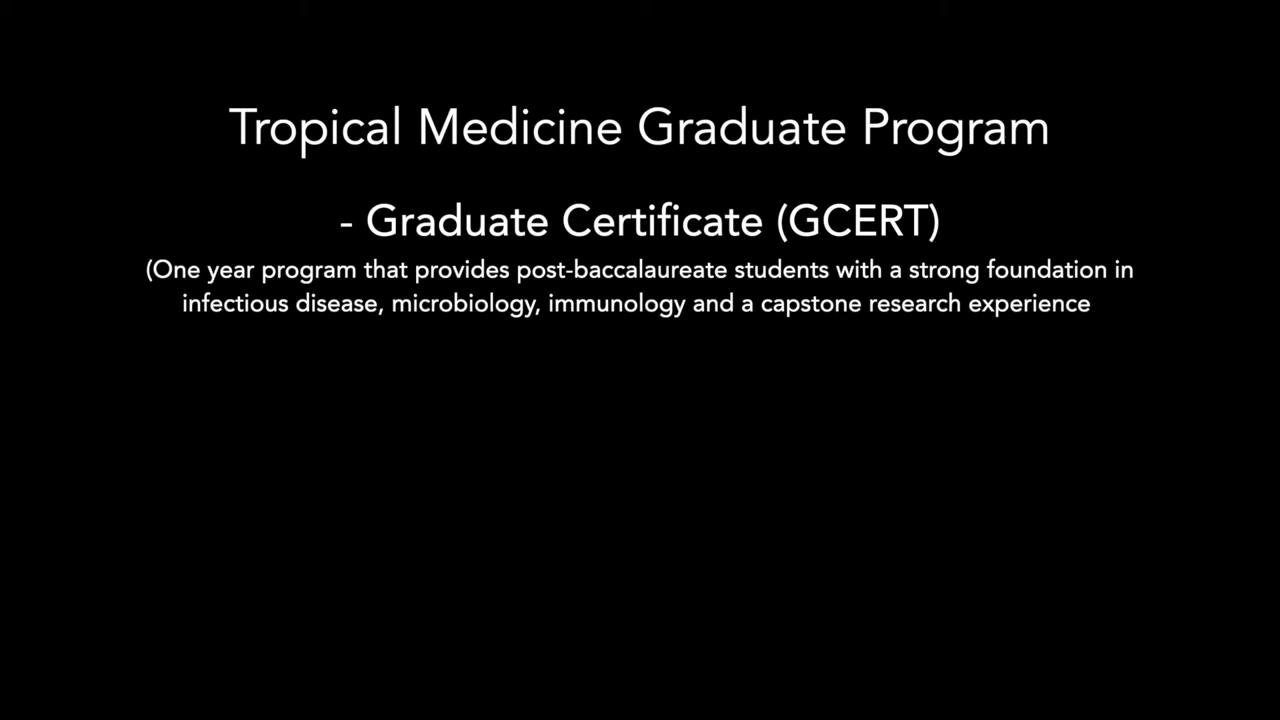 Tropical Medicine Graduate Program
- Graduate Certificate (GCERT)
(One year program that provides post-baccalaureate students with a strong foundation in
infectious disease, microbiology, immunology and a capstone research experience